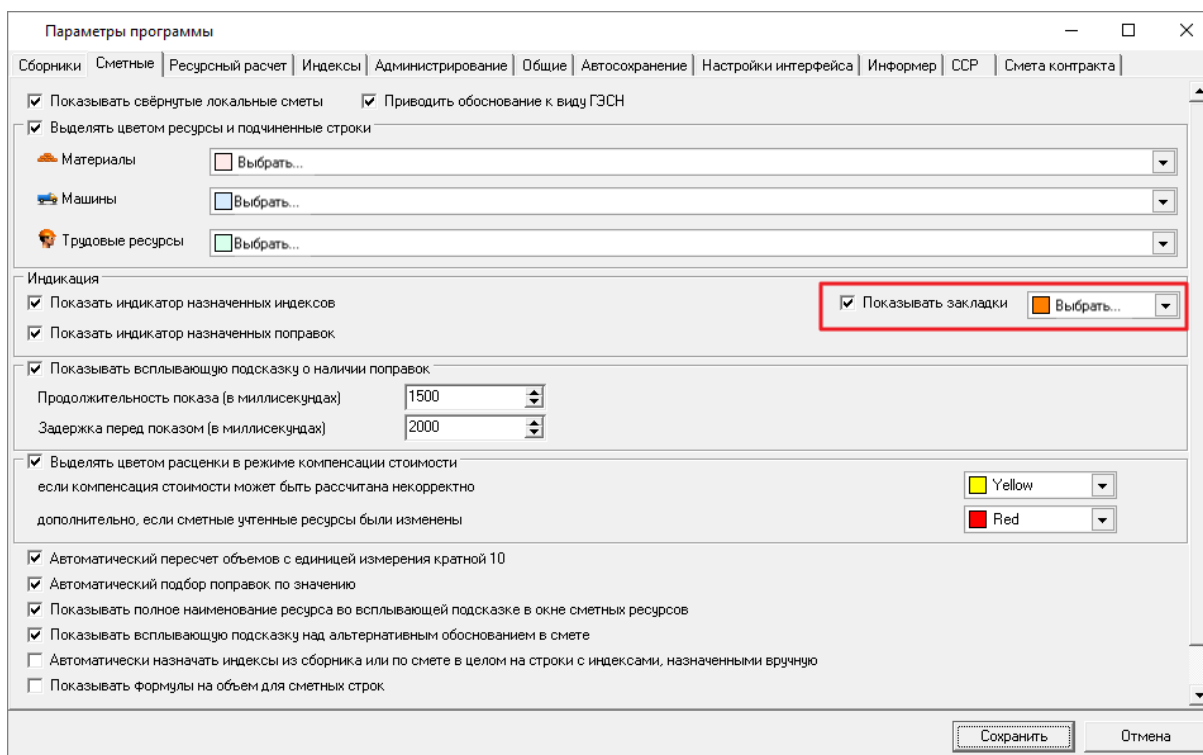 Параметры программы
Сборники Сметные Ресурсный расчет Индексы Администрирование Общие Автосохранение Настройки интерфейса Информер ССР Смета контракта
Показывать свёрнутые локальные сметы Приводить обоснование к виду ГЭСН
Выделять цветом ресурсы и подчиненные строки
Материалы Выбрать...
Машины Выбрать...
Трудовые ресурсы Выбрать...
Индикация
Показать индикатор назначенных индексов Показывать закладки Выбрать...
Показать индикатор назначенных поправок
Показывать всплывающую подсказку о наличии поправок
Продолжительность показа (в миллисекундах) 1500
Задержка перед показом (в миллисекундах) 2000
Выделять цветом расценки в режиме компенсации стоимости
если компенсация стоимости может быть рассчитана некорректно Yellow
дополнительно, если сметные учтенные ресурсы были изменены Red
Автоматический пересчет объемов с единицей измерения кратной 10
Автоматический подбор поправок по значению
Показывать полное наименование ресурса во всплывающей подсказке в окне сметных ресурсов
Показывать всплывающую подсказку над альтернативным обоснованием в смете
Автоматически назначать индексы из сборника или по смете в целом на строки с индексами, назначенными вручную
Показывать формулы на объем для сметных строк
Сохранить Отмена